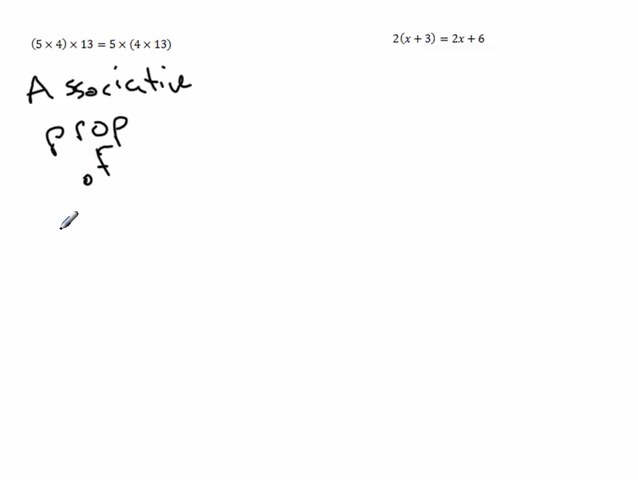 (5 × 4) × 13 = 5 × (4 × 13)
2(x + 3) = 2x + 6
Associative
prop
of